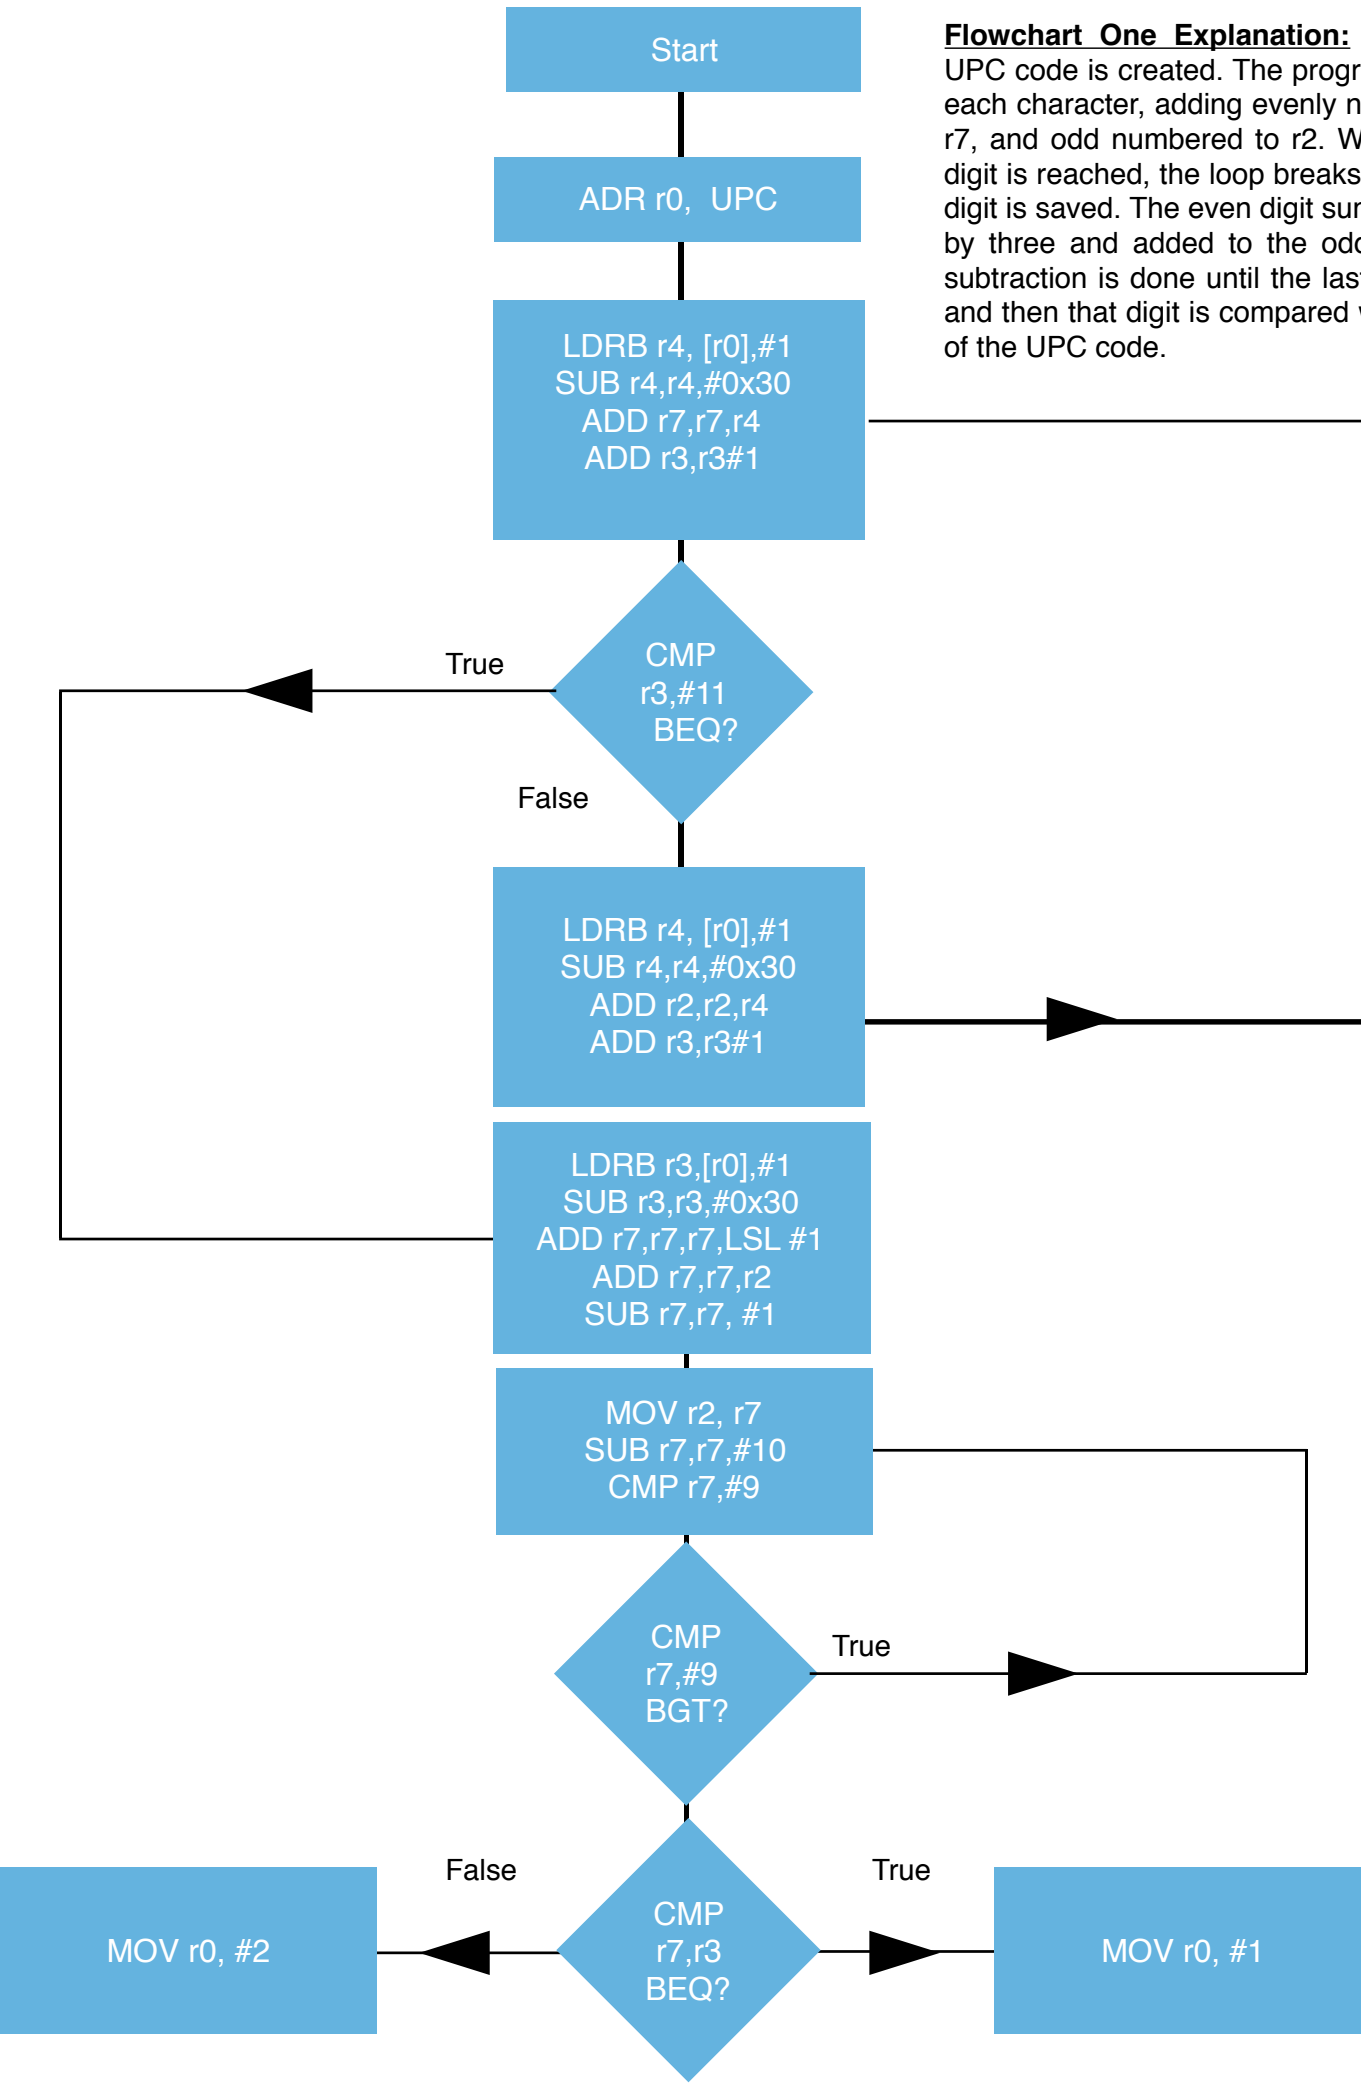 Start
Flowchart One Explanation:
UPC code is created. The
each character, adding evenly
r7, and odd numbered to r2.
digit is reached, the loop breaks
digit is saved. The even digit
by three and added to the
subtraction is done until the
and then that digit is compared
of the UPC code.
ADR r0, UPC
LDRB r4, [r0],#1
SUB r4,r4,#0x30
ADD r7,r7,r4
ADD r3,r3#1
CMP
r3,#11
BEQ?
True
False
LDRB r4, [r0],#1
SUB r4,r4,#0x30
ADD r2,r2,r4
ADD r3,r3#1
LDRB r3,[r0],#1
SUB r3,r3,#0x30
ADD r7,r7,r7,LSL #1
ADD r7,r7,r2
SUB r7,r7, #1
MOV r2, r7
SUB r7,r7,#10
CMP r7,#9
CMP
r7,#9
BGT?
True
False
True
CMP
r7,r3
BEQ?
MOV r0, #2
MOV r0, #1